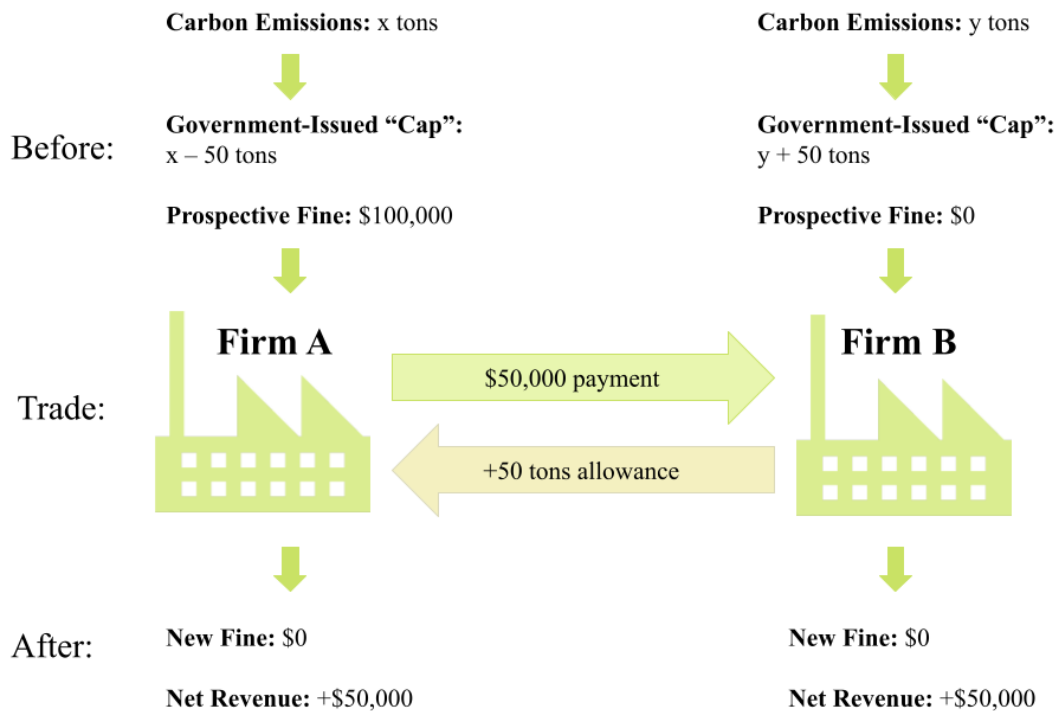 Carbon Emissions: x tons
Carbon Emissions: y tons
Before:
Government-Issued “Cap”:
x – 50 tons
Government-Issued “Cap”:
y + 50 tons
Prospective Fine: $100,000
Prospective Fine: $0
Trade:
Firm A
$50,000 payment
+50 tons allowance
Firm B
After:
New Fine: $0
New Fine: $0
Net Revenue: +$50,000
Net Revenue: +$50,000